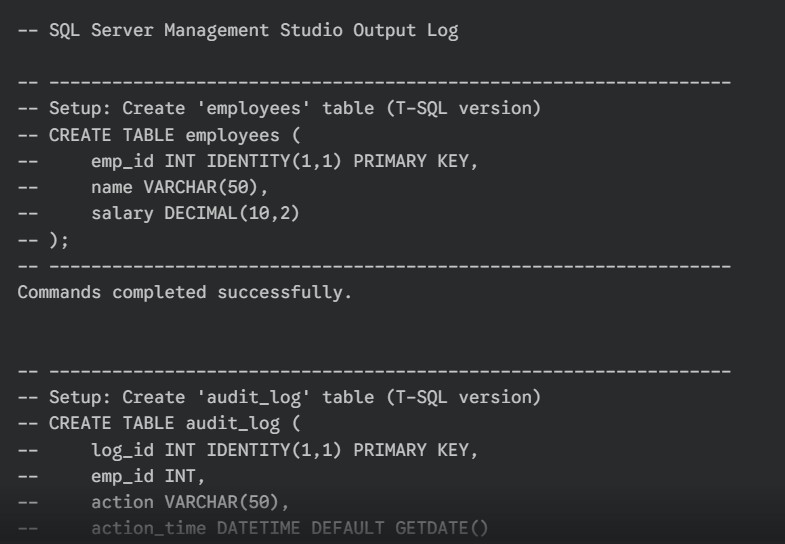 -- SQL Server Management Studio Output Log
-- -----------------------------------------------------------------
-- Setup: Create 'employees' table (T-SQL version)
-- CREATE TABLE employees (
--     emp_id INT IDENTITY(1,1) PRIMARY KEY,
--     name VARCHAR(50),
--     salary DECIMAL(10,2)
-- );
-- -----------------------------------------------------------------
Commands completed successfully.
-- -----------------------------------------------------------------
-- Setup: Create 'audit_log' table (T-SQL version)
-- CREATE TABLE audit_log (
--     log_id INT IDENTITY(1,1) PRIMARY KEY,
--     emp_id INT,
--     action VARCHAR(50),
--     action_time DATETIME DEFAULT GETDATE()